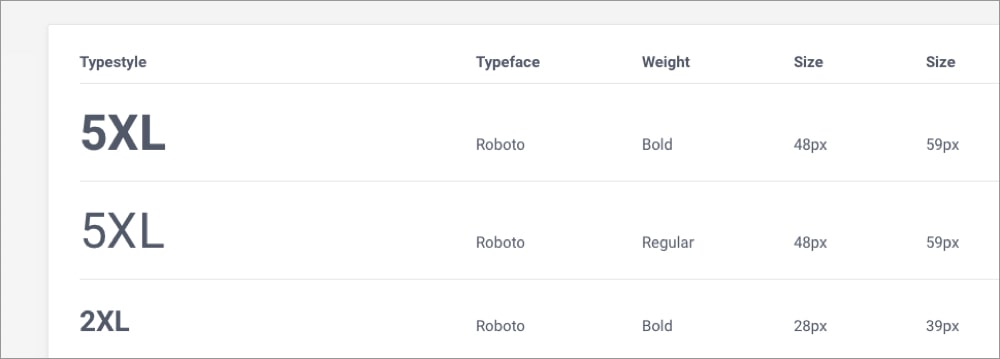 Typestyle Typeface Weight Size Size
5XL Roboto Bold 48px 59px
5XL Roboto Regular 48px 59px
2XL Roboto Bold 28px 39px